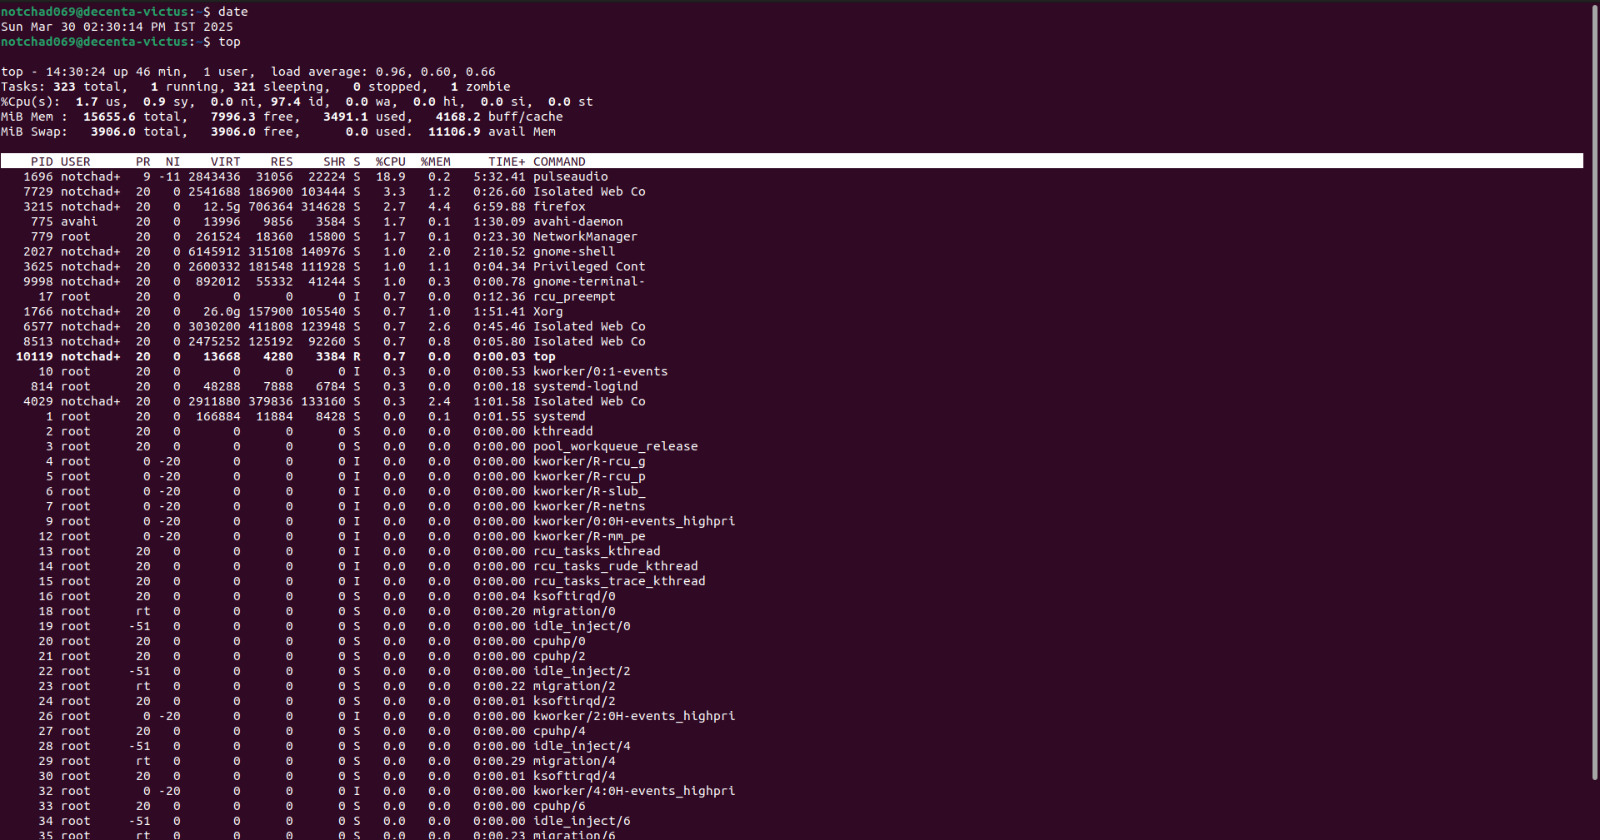 notchad069@decenta-victus:~$ date
Sun Mar 30 02:30:14 PM IST 2025
notchad069@decenta-victus:~$ top
top - 14:30:24 up 46 min,  1 user,  load average: 0.96, 0.60, 0.66
Tasks: 323 total,   1 running, 321 sleeping,   0 stopped,   1 zombie
%Cpu(s):  1.7 us,  0.9 sy,  0.0 ni, 97.4 id,  0.0 wa,  0.0 hi,  0.0 si,  0.0 st
MiB Mem :  15655.6 total,   7996.3 free,   3491.1 used,   4168.2 buff/cache
MiB Swap:   3906.0 total,   3906.0 free,      0.0 used.  11106.9 avail Mem
PID USER      PR  NI    VIRT    RES    SHR S  %CPU  %MEM     TIME+ COMMAND
1696 notchad+   9 -11 2843436  31056  22224 S  18.9   0.2   5:32.41 pulseaudio
7729 notchad+  20   0 2541688 186900 103444 S   3.3   1.2   0:26.60 Isolated Web Co
3215 notchad+  20   0   12.5g 706364 314628 S   2.7   4.4   6:59.88 firefox
775 avahi     20   0   13996   9856   3584 S   1.7   0.1   1:30.09 avahi-daemon
779 root      20   0  261524  18360  15800 S   1.7   0.1   0:23.30 NetworkManager
2027 notchad+  20   0 6145912 315108 140976 S   1.0   2.0   2:10.52 gnome-shell
3625 notchad+  20   0 2600332 181548 111928 S   1.0   1.1   0:04.34 Privileged Cont
9998 notchad+  20   0  892012  55332  41244 S   1.0   0.3   0:00.78 gnome-terminal-
17 root      20   0       0      0      0 I   0.7   0.0   0:12.36 rcu_preempt
1766 notchad+  20   0   26.0g 157900 105540 S   0.7   1.0   1:51.41 Xorg
6577 notchad+  20   0 3030200 411808 123948 S   0.7   2.6   0:45.46 Isolated Web Co
8513 notchad+  20   0 2475252 125192  92260 S   0.7   0.8   0:05.80 Isolated Web Co
10119 notchad+  20   0   13668   4280   3384 R   0.7   0.0   0:00.03 top
10 root      20   0       0      0      0 I   0.3   0.0   0:00.53 kworker/0:1-events
814 root      20   0   48288   7888   6784 S   0.3   0.0   0:00.18 systemd-logind
4029 notchad+  20   0 2911880 379836 133160 S   0.3   2.4   1:01.58 Isolated Web Co
1 root      20   0  166884  11884   8428 S   0.0   0.1   0:01.55 systemd
2 root      20   0       0      0      0 S   0.0   0.0   0:00.00 kthreadd
3 root      20   0       0      0      0 S   0.0   0.0   0:00.00 pool_workqueue_release
4 root       0 -20       0      0      0 I   0.0   0.0   0:00.00 kworker/R-rcu_g
5 root       0 -20       0      0      0 I   0.0   0.0   0:00.00 kworker/R-rcu_p
6 root       0 -20       0      0      0 I   0.0   0.0   0:00.00 kworker/R-slub_
7 root       0 -20       0      0      0 I   0.0   0.0   0:00.00 kworker/R-netns
9 root       0 -20       0      0      0 I   0.0   0.0   0:00.00 kworker/0:0H-events_highpri
12 root       0 -20       0      0      0 I   0.0   0.0   0:00.00 kworker/R-mm_pe
13 root      20   0       0      0      0 I   0.0   0.0   0:00.00 rcu_tasks_kthread
14 root      20   0       0      0      0 I   0.0   0.0   0:00.00 rcu_tasks_rude_kthread
15 root      20   0       0      0      0 I   0.0   0.0   0:00.00 rcu_tasks_trace_kthread
16 root      20   0       0      0      0 S   0.0   0.0   0:00.04 ksoftirqd/0
18 root      rt   0       0      0      0 S   0.0   0.0   0:00.20 migration/0
19 root     -51   0       0      0      0 S   0.0   0.0   0:00.00 idle_inject/0
20 root      20   0       0      0      0 S   0.0   0.0   0:00.00 cpuhp/0
21 root      20   0       0      0      0 S   0.0   0.0   0:00.00 cpuhp/2
22 root     -51   0       0      0      0 S   0.0   0.0   0:00.00 idle_inject/2
23 root      rt   0       0      0      0 S   0.0   0.0   0:00.22 migration/2
24 root      20   0       0      0      0 S   0.0   0.0   0:00.01 ksoftirqd/2
26 root       0 -20       0      0      0 I   0.0   0.0   0:00.00 kworker/2:0H-events_highpri
27 root      20   0       0      0      0 S   0.0   0.0   0:00.00 cpuhp/4
28 root     -51   0       0      0      0 S   0.0   0.0   0:00.00 idle_inject/4
29 root      rt   0       0      0      0 S   0.0   0.0   0:00.29 migration/4
30 root      20   0       0      0      0 S   0.0   0.0   0:00.01 ksoftirqd/4
32 root       0 -20       0      0      0 I   0.0   0.0   0:00.00 kworker/4:0H-events_highpri
33 root      20   0       0      0      0 S   0.0   0.0   0:00.00 cpuhp/6
34 root     -51   0       0      0      0 S   0.0   0.0   0:00.00 idle_inject/6
35 root      rt   0       0      0      0 S   0.0   0.0   0:00.23 migration/6